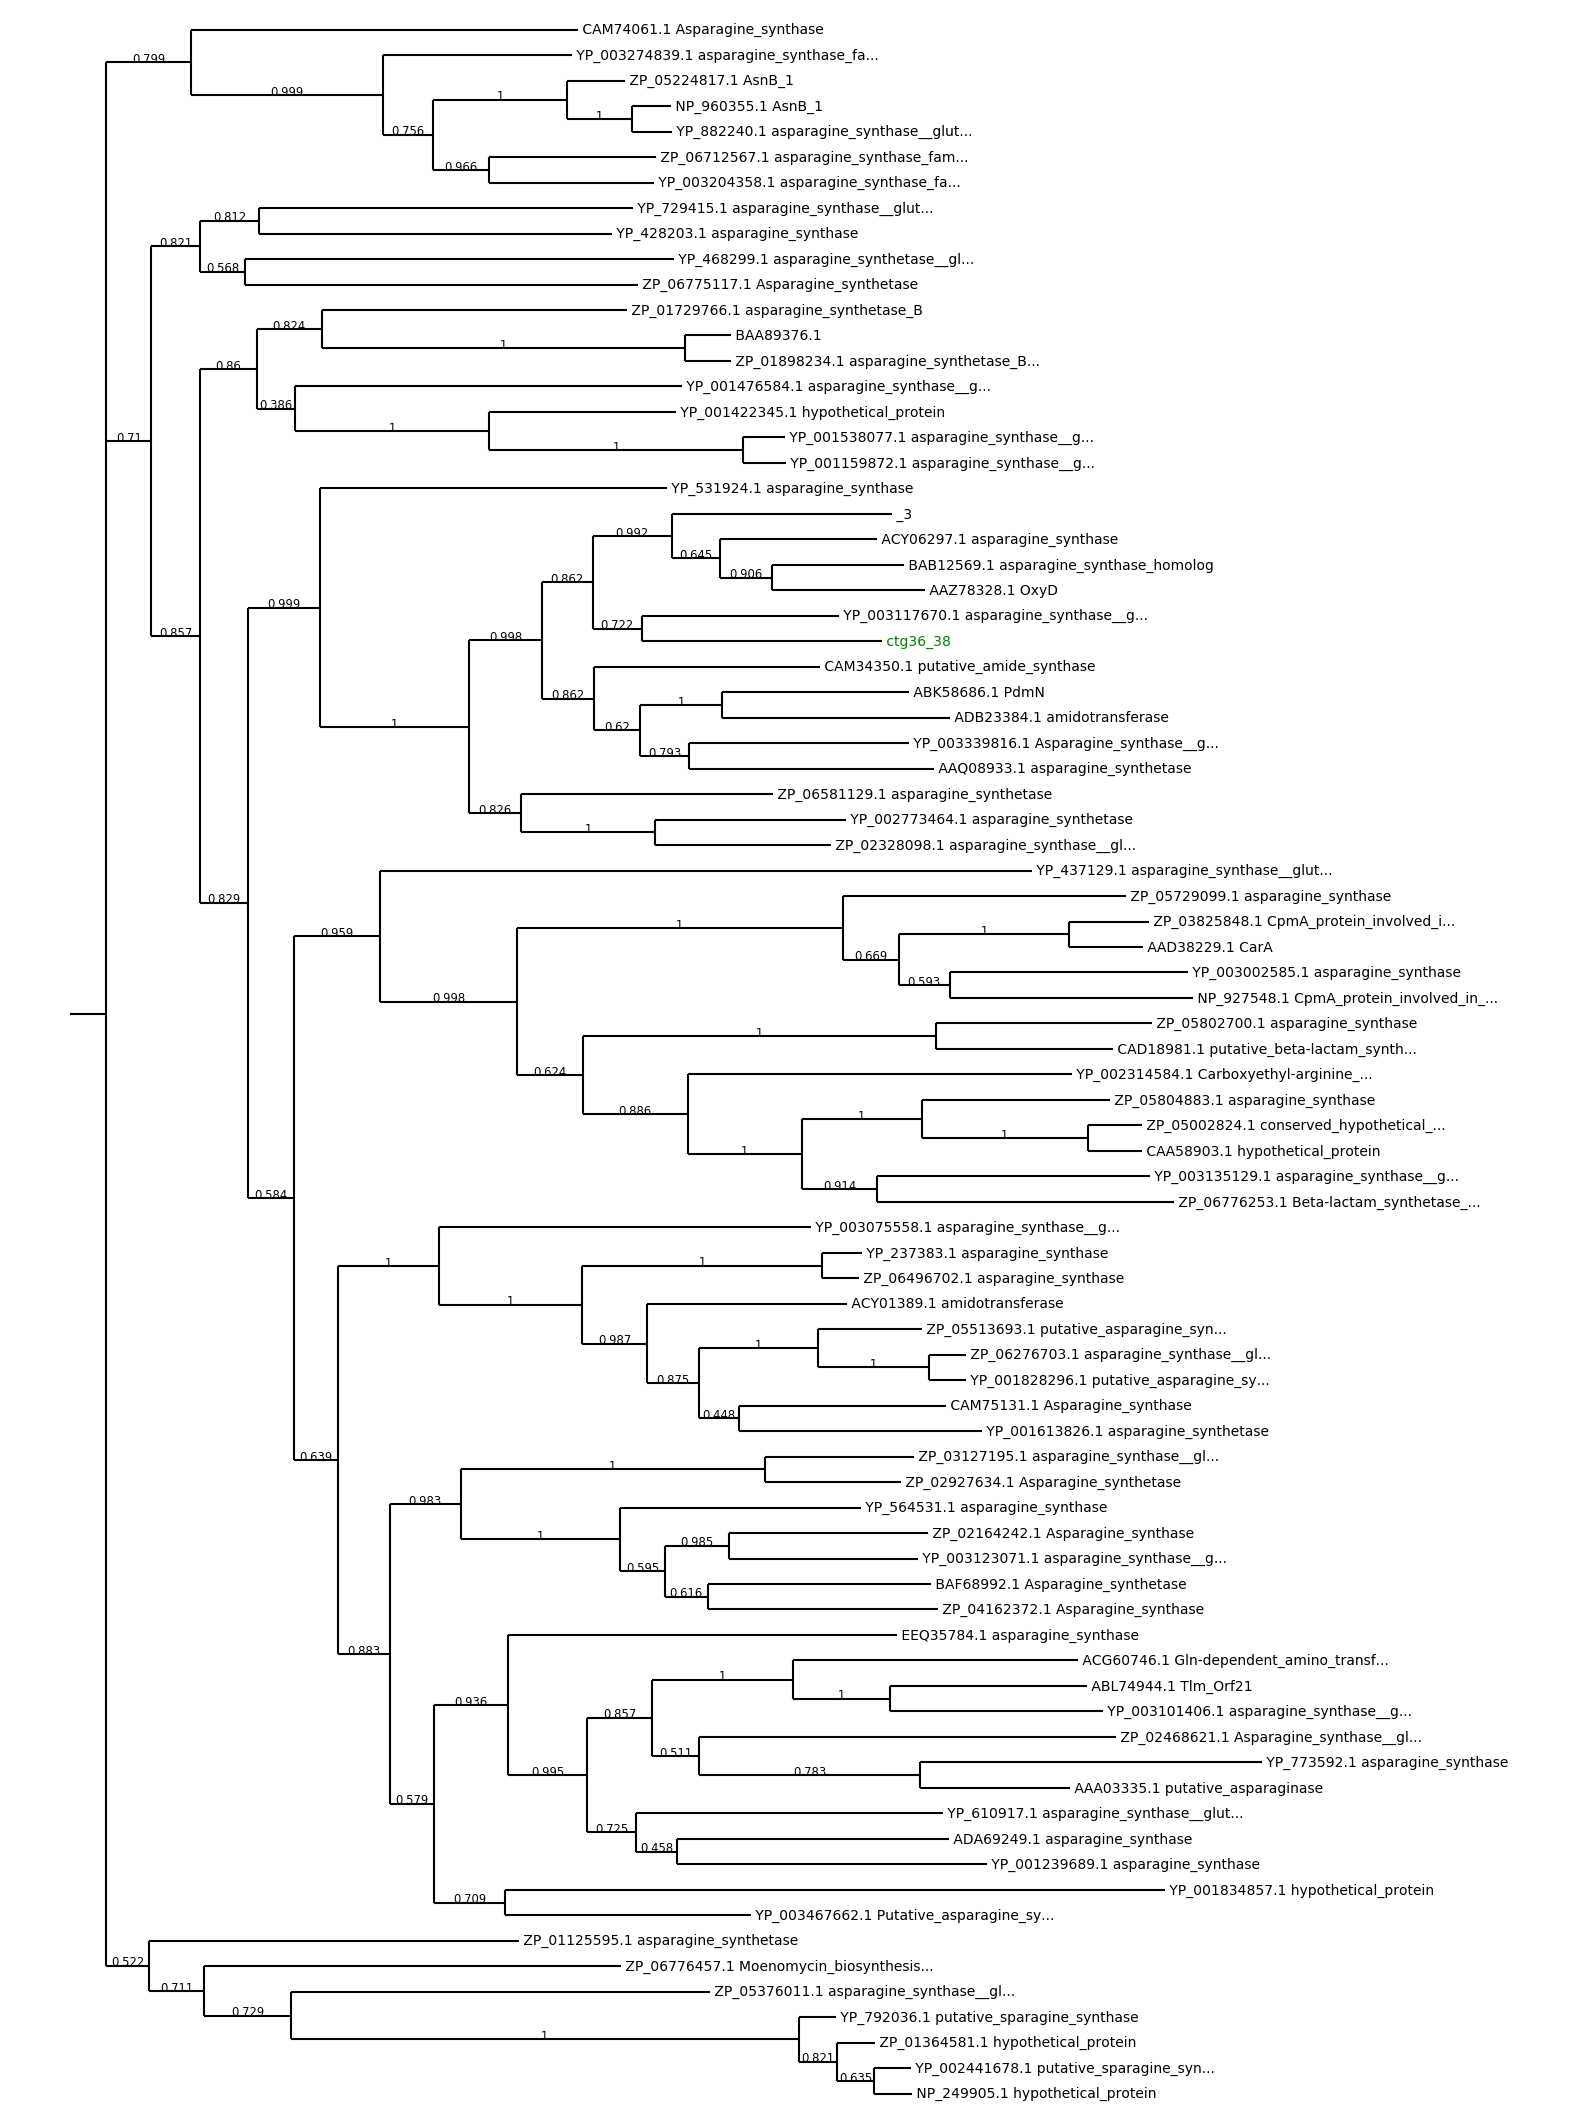 CAM74061.1 Asparagine_synthase
0.799
YP_003274839.1 asparagine_synthase_fa...
ZP_05224817.1 AsnB_1
0.999
1
NP_960355.1 AsnB_1
1
0.756
YP_882240.1 asparagine_synthase__glut...
ZP_06712567.1 asparagine_synthase_fam...
0.966
YP_003204358.1 asparagine_synthase_fa...
YP_729415.1 asparagine_synthase__glut...
0.812
YP_428203.1 asparagine_synthase
0.821
YP_468299.1 asparagine_synthetase__gl...
0.568
ZP_06775117.1 Asparagine_synthetase
ZP_01729766.1 asparagine_synthetase_B
0.824
BAA89376.1
1
ZP_01898234.1 asparagine_synthetase_B...
0.86
YP_001476584.1 asparagine_synthase__g...
0.386
YP_001422345.1 hypothetical_protein
1
0.71
YP_001538077.1 asparagine_synthase__g...
1
YP_001159872.1 asparagine_synthase__g...
YP_531924.1 asparagine_synthase
_3
0.992
ACY06297.1 asparagine_synthase
0.645
BAB12569.1 asparagine_synthase_homolog
0.906
0.862
AAZ78328.1 OxyD
0.999
YP_003117670.1 asparagine_synthase__g...
0.722
0.857
0.998
ctg36_38
CAM34350.1 putative_amide_synthase
ABK58686.1 PdmN
0.862
1
ADB23384.1 amidotransferase
1
0.62
YP_003339816.1 Asparagine_synthase__g...
0.793
AAQ08933.1 asparagine_synthetase
ZP_06581129.1 asparagine_synthetase
0.826
YP_002773464.1 asparagine_synthetase
1
ZP_02328098.1 asparagine_synthase__gl...
YP_437129.1 asparagine_synthase__glut...
0.829
ZP_05729099.1 asparagine_synthase
ZP_03825848.1 CpmA_protein_involved_i...
1
0.959
1
AAD38229.1 CarA
0.669
YP_003002585.1 asparagine_synthase
0.593
0.998
NP_927548.1 CpmA_protein_involved_in_...
ZP_05802700.1 asparagine_synthase
1
CAD18981.1 putative_beta-lactam_synth...
0.624
YP_002314584.1 Carboxyethyl-arginine_...
ZP_05804883.1 asparagine_synthase
0.886
1
ZP_05002824.1 conserved_hypothetical_...
1
CAA58903.1 hypothetical_protein
1
YP_003135129.1 asparagine_synthase__g...
0.914
0.584
ZP_06776253.1 Beta-lactam_synthetase_...
YP_003075558.1 asparagine_synthase__g...
YP_237383.1 asparagine_synthase
1
1
ZP_06496702.1 asparagine_synthase
1
ACY01389.1 amidotransferase
ZP_05513693.1 putative_asparagine_syn...
0.987
1
ZP_06276703.1 asparagine_synthase__gl...
1
0.875
YP_001828296.1 putative_asparagine_sy...
CAM75131.1 Asparagine_synthase
0.448
YP_001613826.1 asparagine_synthetase
0.639
ZP_03127195.1 asparagine_synthase__gl...
1
ZP_02927634.1 Asparagine_synthetase
0.983
YP_564531.1 asparagine_synthase
1
ZP_02164242.1 Asparagine_synthase
0.985
YP_003123071.1 asparagine_synthase__g...
0.595
BAF68992.1 Asparagine_synthetase
0.616
ZP_04162372.1 Asparagine_synthase
EEQ35784.1 asparagine_synthase
0.883
ACG60746.1 Gln-dependent_amino_transf...
1
ABL74944.1 Tlm_Orf21
1
0.936
YP_003101406.1 asparagine_synthase__g...
0.857
ZP_02468621.1 Asparagine_synthase__gl...
0.511
YP_773592.1 asparagine_synthase
0.995
0.783
AAA03335.1 putative_asparaginase
0.579
YP_610917.1 asparagine_synthase__glut...
0.725
ADA69249.1 asparagine_synthase
0.458
YP_001239689.1 asparagine_synthase
YP_001834857.1 hypothetical_protein
0.709
YP_003467662.1 Putative_asparagine_sy...
ZP_01125595.1 asparagine_synthetase
0.522
ZP_06776457.1 Moenomycin_biosynthesis...
0.711
ZP_05376011.1 asparagine_synthase__gl...
0.729
YP_792036.1 putative_sparagine_synthase
1
ZP_01364581.1 hypothetical_protein
0.821
YP_002441678.1 putative_sparagine_syn...
0.635
NP_249905.1 hypothetical_protein